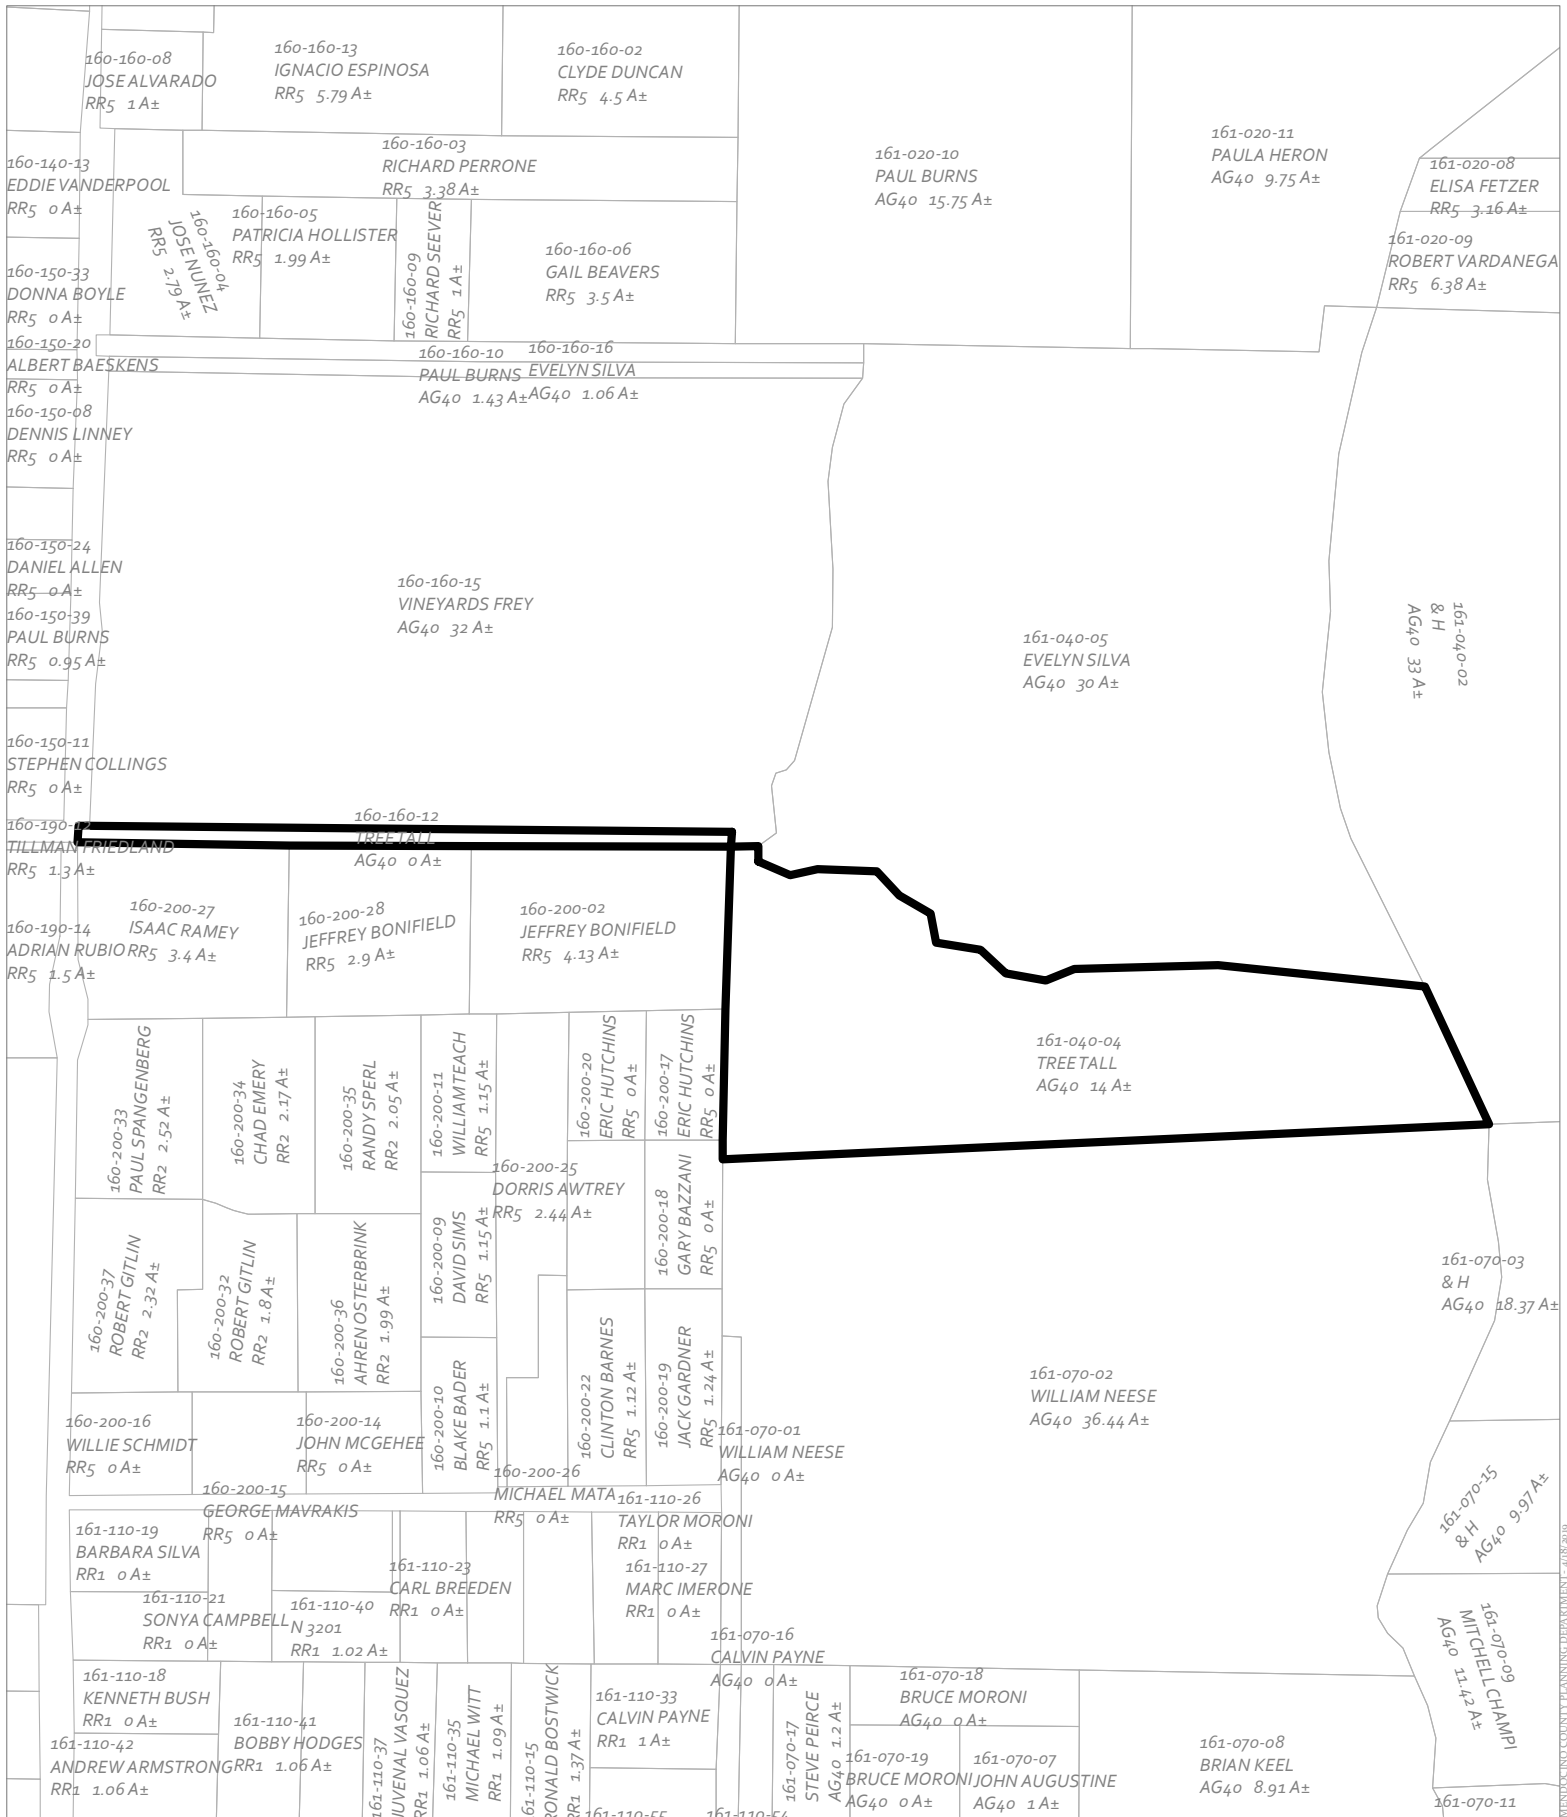 160-160-08
JOSE ALVARADO
RR5 1 A±
160-160-13
IGNACIO ESPINOSA
RR5 5.79 A±
160-160-02
CLYDE DUNCAN
RR5 4.5 A±
160-140-13
EDDIE VANDERPOOL
RR5 0 A±
160-160-03
RICHARD PERRONE
RR5 3.38 A±
161-020-10
PAUL BURNS
AG40 15.75 A±
161-020-11
PAULA HERON
AG40 9.75 A±
161-020-08
ELISA FETZER
RR5 3.16 A±
160-160-04
JOSE NUNEZ
RR5 2.79 A±
160-160-05
PATRICIA HOLLISTER
RR5 1.99 A±
160-160-09
RICHARD SEEVER
RR5 1 A±
160-160-06
GAIL BEAVERS
RR5 3.5 A±
161-020-09
ROBERT VARDANEGA
RR5 6.38 A±
160-150-33
DONNA BOYLE
RR5 0 A±
160-150-20
ALBERT BAESKENS
RR5 0 A±
160-160-10
PAUL BURNS
AG40 1.43 A±
160-160-16
EVELYN SILVA
AG40 1.06 A±
160-150-08
DENNIS LINNEY
RR5 0 A±
160-150-24
DANIEL ALLEN
RR5 0 A±
160-150-39
PAUL BURNS
RR5 0.95 A±
160-160-15
VINEYARDS FREY
AG40 32 A±
161-040-05
EVELYN SILVA
AG40 30 A±
161-040-02
& H
AG40 33 A±
160-150-11
STEPHEN COLLINGS
RR5 0 A±
160-190-12
TILLMAN FRIEDLAND
RR5 1.3 A±
160-160-12
TREETALL
AG40 0 A±
160-190-14
ADRIAN RUBIO
RR5 1.5 A±
160-200-27
ISAAC RAMEY
RR5 3.4 A±
160-200-28
JEFFREY BONIFIELD
RR5 2.9 A±
160-200-02
JEFFREY BONIFIELD
RR5 4.13 A±
161-040-04
TREETALL
AG40 14 A±
160-200-33
PAUL SPANGENBERG
RR2 2.52 A±
160-200-34
CHAD EMERY
RR2 2.17 A±
160-200-35
RANDY SPERL
RR2 2.05 A±
160-200-11
WILLIAM TEACH
RR5 1.15 A±
160-200-20
ERIC HUTCHINS
RR5 0 A±
160-200-17
ERIC HUTCHINS
RR5 0 A±
160-200-25
DORRIS AWTREY
RR5 2.44 A±
160-200-09
DAVID SIMS
RR5 1.15 A±
160-200-18
GARY BAZZANI
RR5 0 A±
160-200-37
ROBERT GITLIN
RR2 2.32 A±
160-200-32
ROBERT GITLIN
RR2 1.8 A±
160-200-36
AHREN OSTERBRINK
RR2 1.99 A±
161-070-03
& H
AG40 18.37 A±
160-200-10
BLAKE BADER
RR5 1.1 A±
160-200-22
CLINTON BARNES
RR5 1.12 A±
160-200-19
JACK GARDNER
RR5 1.24 A±
161-070-02
WILLIAM NEESE
AG40 36.44 A±
160-200-16
WILLIE SCHMIDT
RR5 0 A±
160-200-14
JOHN MCGEHEE
RR5 0 A±
161-070-01
WILLIAM NEESE
AG40 0 A±
160-200-15
GEORGE MAVRAKIS
RR5 0 A±
160-200-26
MICHAEL MATA
RR5 0 A±
161-110-26
TAYLOR MORONI
RR1 0 A±
161-070-15
& H
AG40 9.97 A±
161-110-19
BARBARA SILVA
RR1 0 A±
161-110-23
CARL BREEDEN
RR1 0 A±
161-110-27
MARC IMERONE
RR1 0 A±
161-110-21
SONYA CAMPBELL
RR1 0 A±
161-110-40
N 3201
RR1 1.02 A±
161-070-16
CALVIN PAYNE
AG40 0 A±
161-070-09
MITCHELL CHAMPI
AG40 11.42 A±
161-110-18
KENNETH BUSH
RR1 0 A±
161-110-42
ANDREW ARMSTRONG
RR1 1.06 A±
161-110-41
BOBBY HODGES
RR1 1.06 A±
161-110-37
JUVENAL VASQUEZ
RR1 1.06 A±
161-110-35
MICHAEL WITT
RR1 1.09 A±
61-110-15
RONALD BOSTWICK
RR1 1.37 A±
161-110-33
CALVIN PAYNE
RR1 1 A±
161-070-17
STEVE PEIRCE
AG40 1.2 A±
161-070-18
BRUCE MORONI
AG40 0 A±
161-070-19
BRUCE MORONI
AG40 0 A±
161-070-07
JOHN AUGUSTINE
AG40 1 A±
161-070-08
BRIAN KEEL
AG40 8.91 A±
161-110-55
161-110-54
161-070-11
MENDOCINO COUNTY PLANNING DEPARTMENT - 4/18/2019